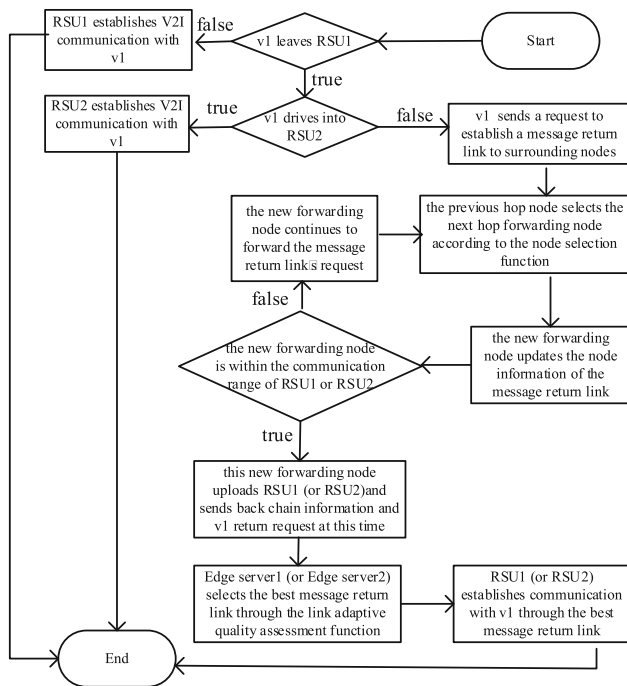 RSU1 establishes V2I
communication with
v1
false
v1 leaves RSU1
Start
true
RSU2 establishes V2I
communication with
v1
true
v1 drives into
RSU2
false
v1 sends a request to
establish a message return
link to surrounding nodes
the new forwarding
node continues to
forward the message
return link▯s request
the previous hop node selects the
next hop forwarding node
according to the node selection
function
false
the new forwarding node
is within the communication
range of RSU1 or RSU2
the new forwarding
node updates the node
information of the
message return link
true
this new forwarding node
uploads RSU1 (or RSU2)and
sends back chain information and
v1 return request at this time
Edge server1 (or Edge server2)
selects the best message return
link through the link adaptive
quality assessment function
RSU1 (or RSU2)
establishes communication
with v1 through the best
message return link
End